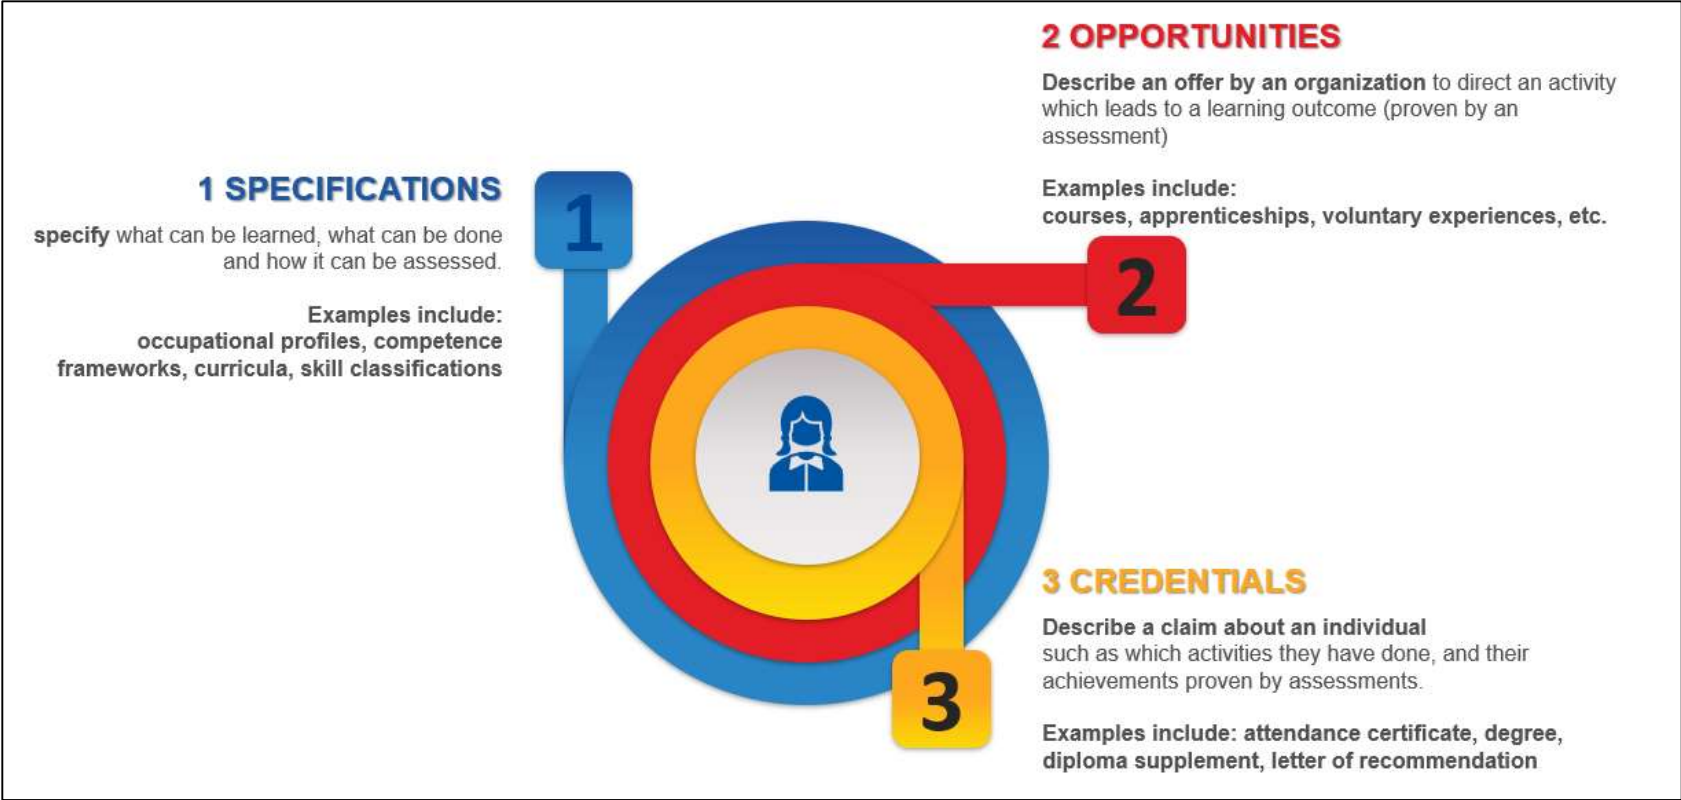 1 SPECIFICATIONS
specify what can be learned, what can be done
and how it can be assessed.
Examples include:
occupational profiles, competence
frameworks, curricula, skill classifications
1
2 OPPORTUNITIES
Describe an offer by an organization to direct an activity
which leads to a learning outcome (proven by an
assessment)
Examples include:
courses, apprenticeships, voluntary experiences, etc.
2
3 CREDENTIALS
Describe a claim about an individual
such as which activities they have done, and their
achievements proven by assessments.
Examples include: attendance certificate, degree,
diploma supplement, letter of recommendation
3